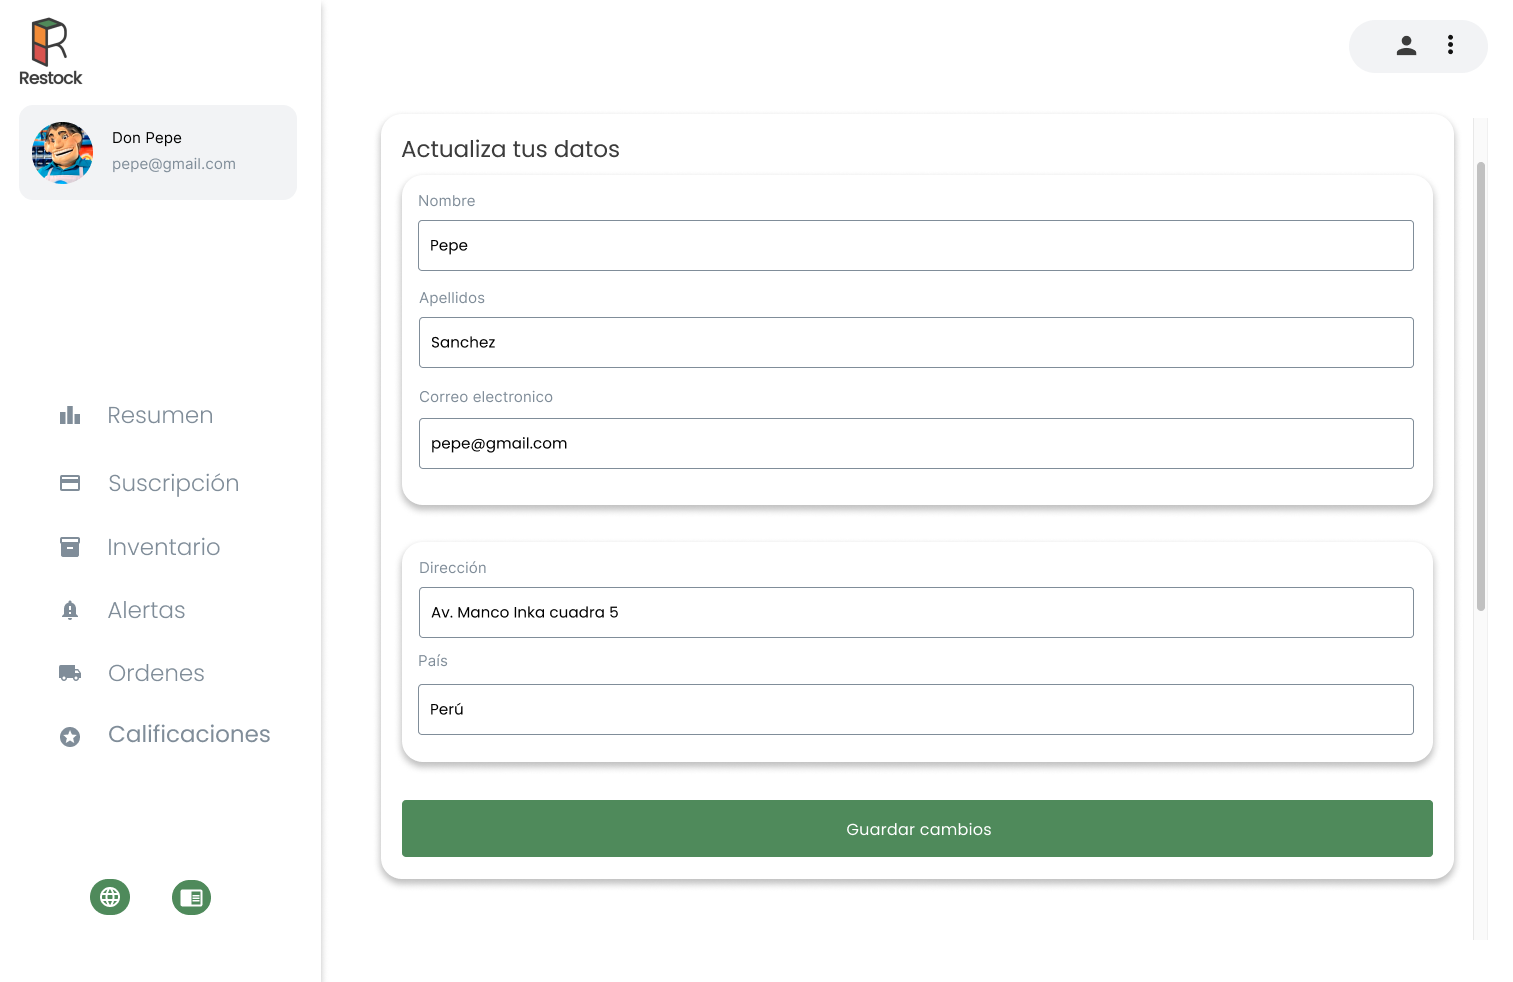 Restock
Don Pepe
pepe@gmail.com
Resumen
Suscripción
Inventario
Alertas
Ordenes
Calificaciones
Actualiza tus datos
Nombre
Pepe
Apellidos
Sanchez
Correo electronico
pepe@gmail.com
Dirección
Av. Manco Inka cuadra 5
País
Perú
Guardar cambios